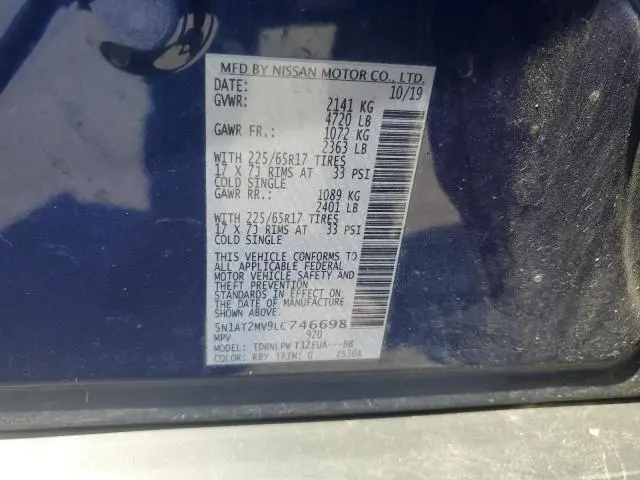 MFD BY NISSAN MOTOR CO., LTD.
DATE: 10/19
GVWR: 2141 KG
4720 LB
GAWR FR.: 1072 KG
2363 LB
WITH 225/65R17 TIRES
17 X 7J RIMS AT 33 PSI
COLD SINGLE
GAWR RR.: 1089 KG
2401 LB
WITH 225/65R17 TIRES
17 X 7J RIMS AT 33 PSI
COLD SINGLE
THIS VEHICLE CONFORMS TO
ALL APPLICABLE FEDERAL
MOTOR VEHICLE SAFETY AND
THEFT PREVENTION
STANDARDS IN EFFECT ON
THE DATE OF MANUFACTURE
SHOWN ABOVE.
5N1AT2MV9LC746698
MPV 920
MODEL: TDBNLPW T32EUA---BB
COLOR: RBY TRIM: G 2530A